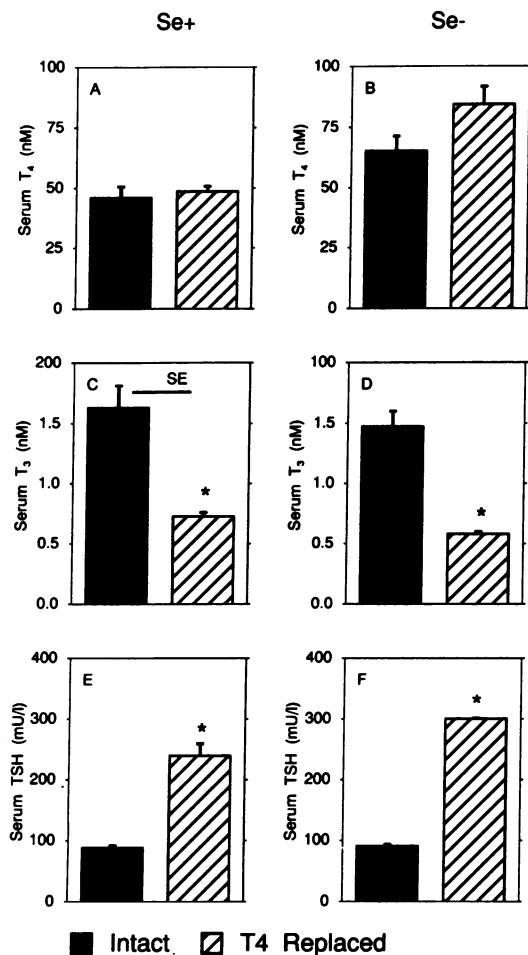 Se+ Se-
A
Serum T4 (nM)
100
75
50
25
0
B
Serum T4 (nM)
100
75
50
25
0
C
SE
*
Serum T3 (nM)
200
1.5
1.0
0.5
0.0
D
*
Serum T3 (nM)
100
1.5
1.0
0.5
0.0
E
*
Serum TSH (mU/l)
400
300
200
100
0
F
*
Serum TSH (mU/l)
400
300
200
100
0
Intact T4 Replaced